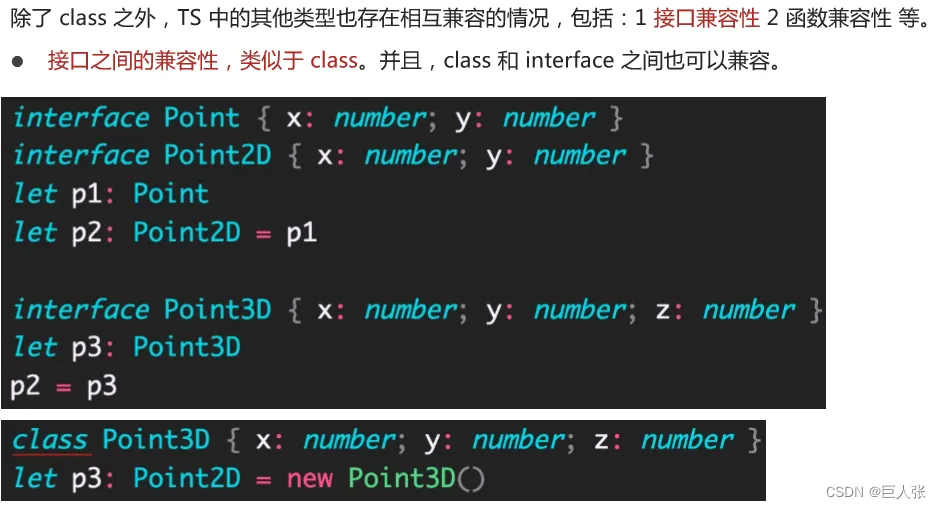 除了 class 之外，TS 中的其他类型也存在相互兼容的情况，包括：1 接口兼容性 2 函数兼容性 等。
● 接口之间的兼容性，类似于 class。并且，class 和 interface 之间也可以兼容。
interface Point { x: number; y: number }
interface Point2D { x: number; y: number }
let p1: Point
let p2: Point2D = p1
interface Point3D { x: number; y: number; z: number }
let p3: Point3D
p2 = p3
class Point3D { x: number; y: number; z: number }
let p3: Point2D = new Point3D()
CSDN @巨人张